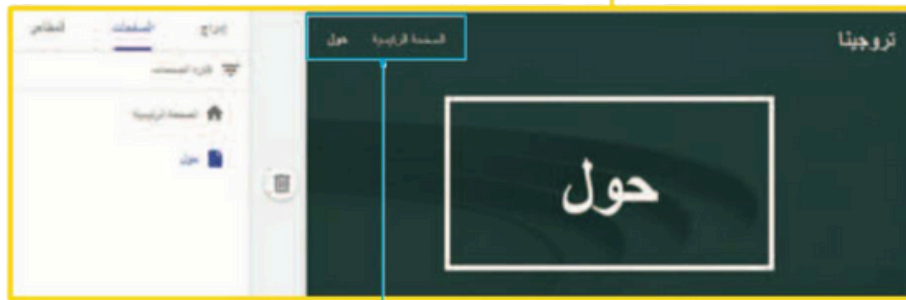 تروجينا
الصفحة الرئيسية حول
حول
إدراج الصفحات المظاهر
الصفحة الرئيسية
حول